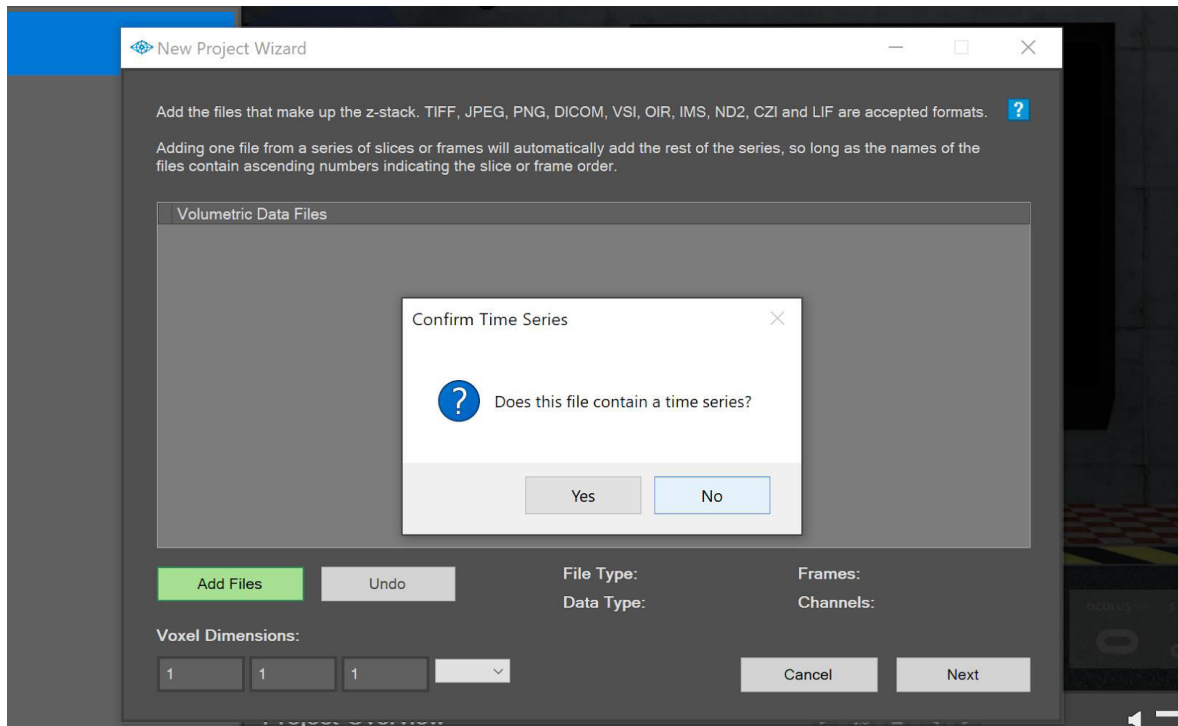 New Project Wizard
Add the files that make up the z-stack. TIFF, JPEG, PNG, DICOM, VSI, OIR, IMS, ND2, CZI and LIF are accepted formats.
?
Adding one file from a series of slices or frames will automatically add the rest of the series, so long as the names of the
files contain ascending numbers indicating the slice or frame order.
Volumetric Data Files
Confirm Time Series
?
Does this file contain a time series?
Yes
No
Add Files
Undo
File Type:
Frames:
Data Type:
Channels:
OCULUS
Voxel Dimensions:
1
1
1
Cancel
Next
Project Overview